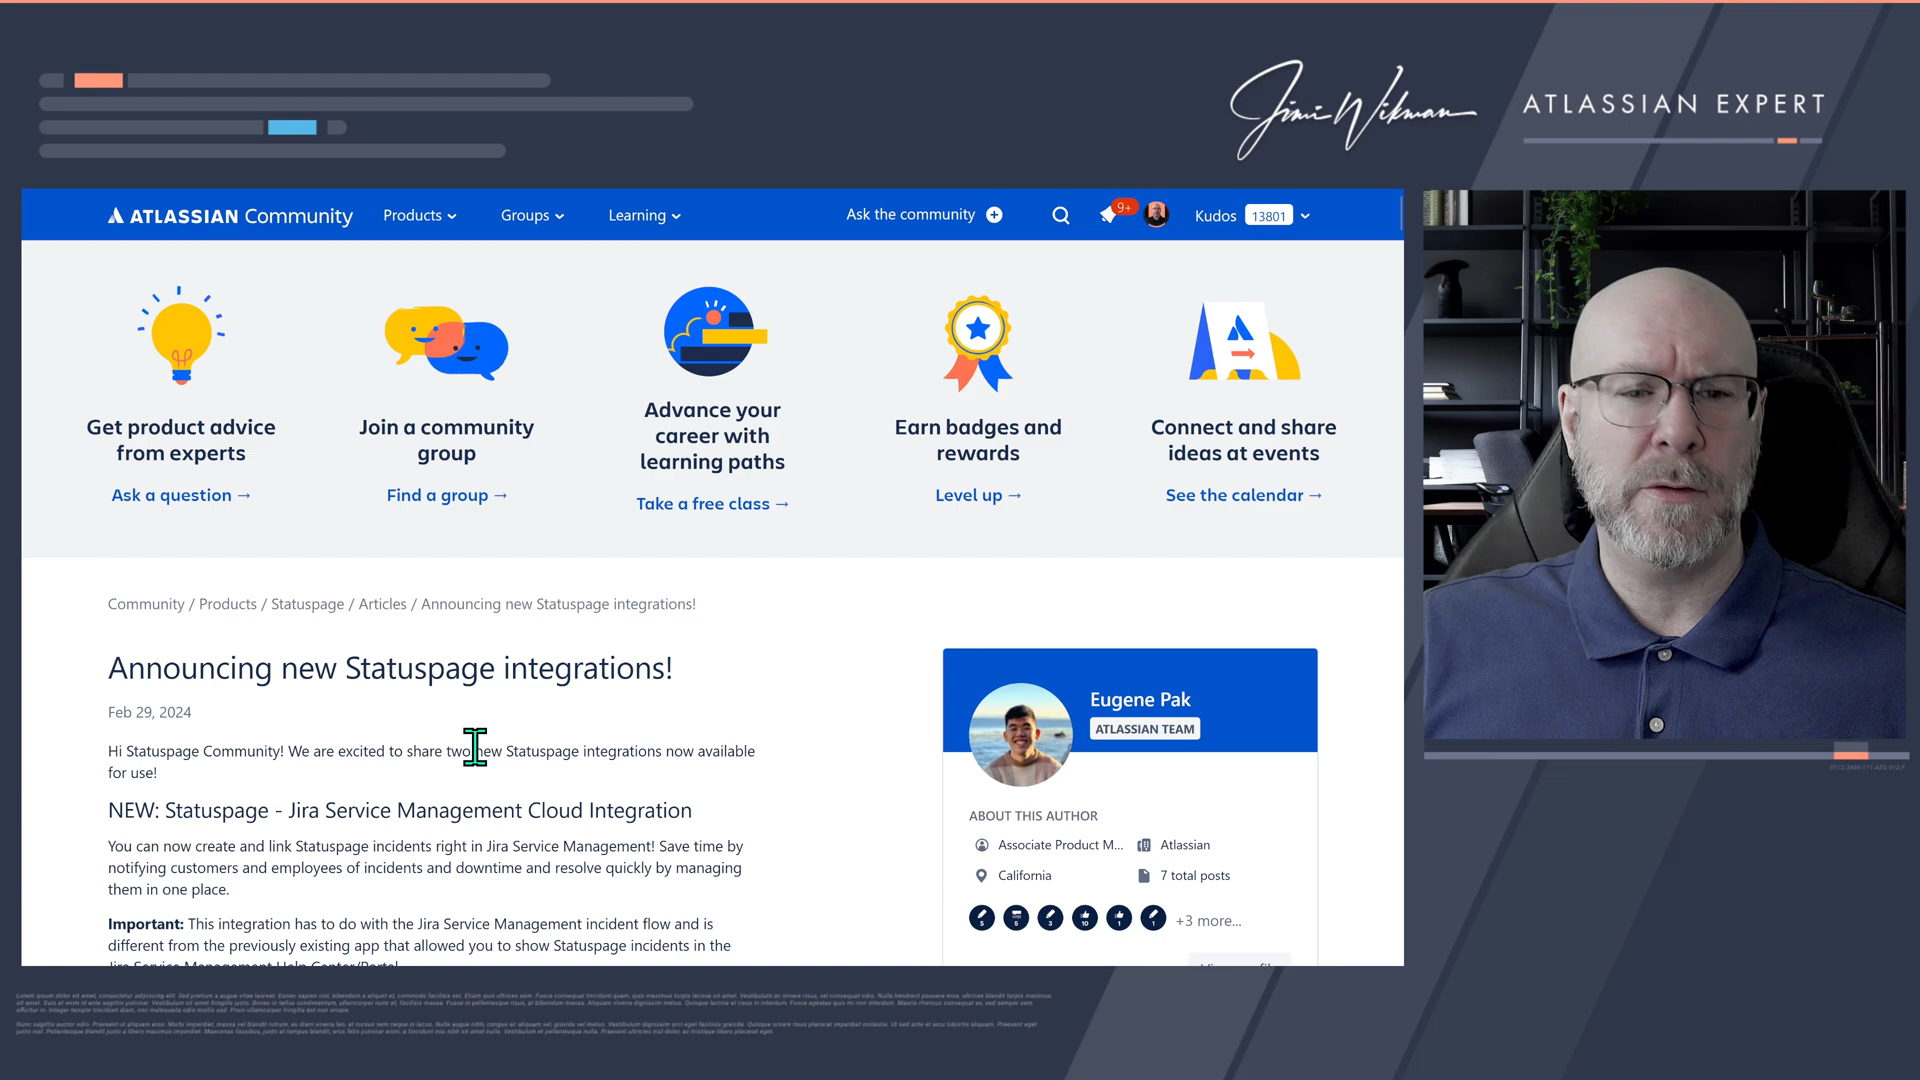 Jimi Wikman
ATLASSIAN EXPERT
ATLASSIAN Community
Products
Groups
Learning
Ask the community
9+
Kudos
13801
Get product advice
from experts
Ask a question →
Join a community
group
Find a group →
Advance your
career with
learning paths
Take a free class →
Earn badges and
rewards
Level up →
Connect and share
ideas at events
See the calendar →
Community / Products / Statuspage / Articles / Announcing new Statuspage integrations!
Announcing new Statuspage integrations!
Feb 29, 2024
Hi Statuspage Community! We are excited to share two new Statuspage integrations now available
for use!
NEW: Statuspage - Jira Service Management Cloud Integration
You can now create and link Statuspage incidents right in Jira Service Management! Save time by
notifying customers and employees of incidents and downtime and resolve quickly by managing
them in one place.
Important: This integration has to do with the Jira Service Management incident flow and is
different from the previously existing app that allowed you to show Statuspage incidents in the
Jira Service Management Help Center/Portal
Eugene Pak
ATLASSIAN TEAM
ABOUT THIS AUTHOR
Associate Product M...
Atlassian
California
7 total posts
+3 more...